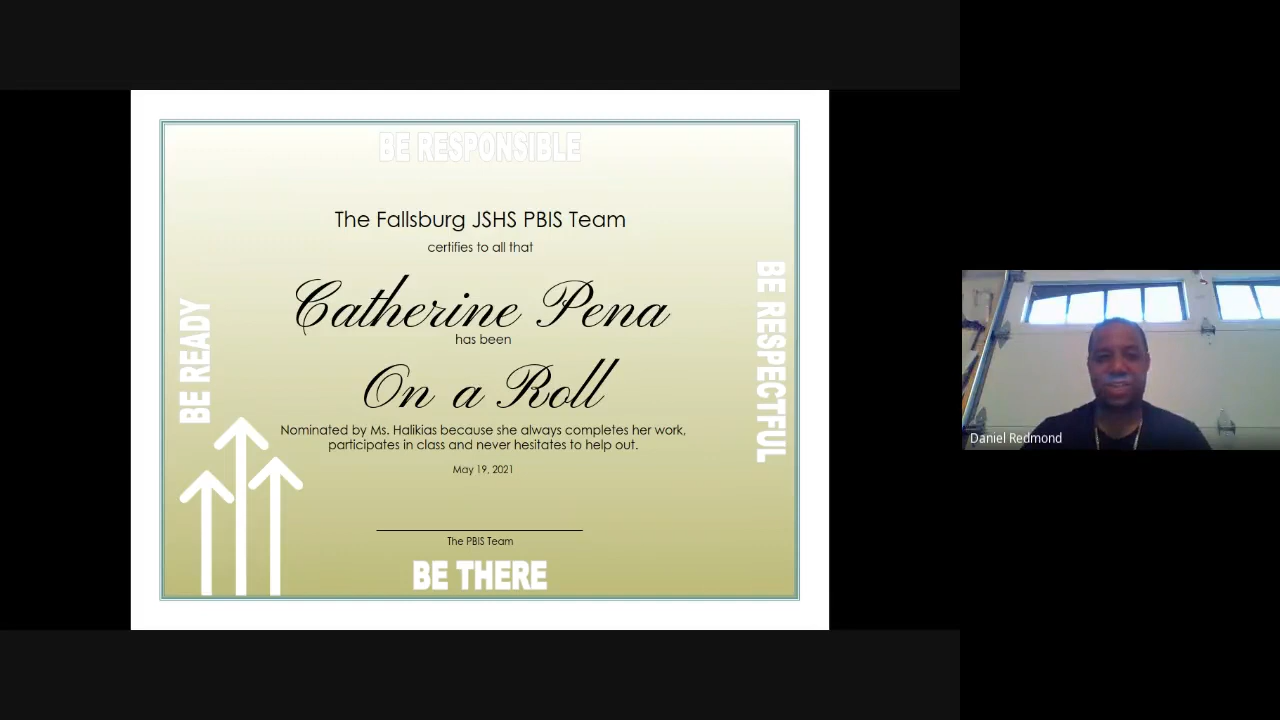 BE RESPONSIBLE
The Fallsburg JSHS PBIS Team
certifies to all that
Catherine Pena
has been
On a Roll
Nominated by Ms. Halikias because she always completes her work,
participates in class and never hesitates to help out.
May 19, 2021
The PBIS Team
BE THERE
BE READY
BE RESPECTFUL
Daniel Redmond